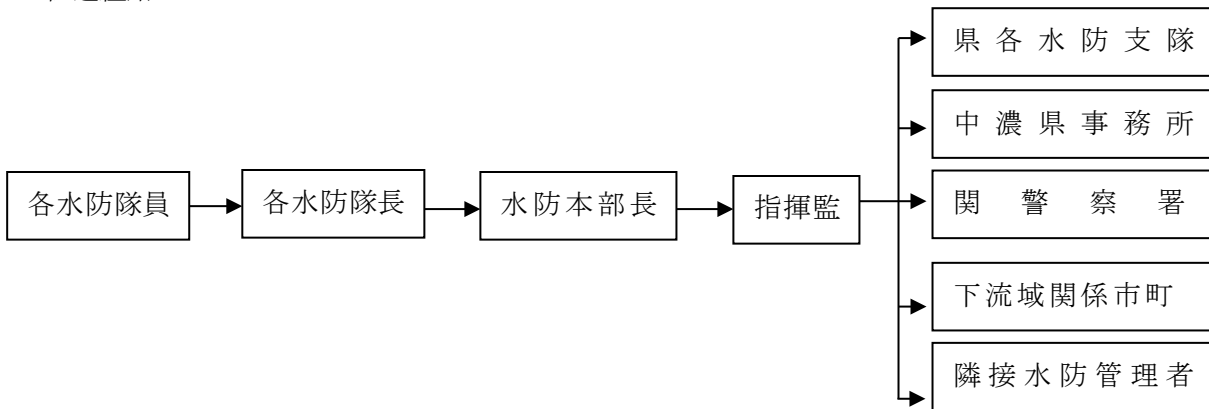 各水防隊員
各水防隊長
水防本部長
指揮監
県各水防支隊
中濃県事務所
関警察署
下流域関係市町
隣接水防管理者